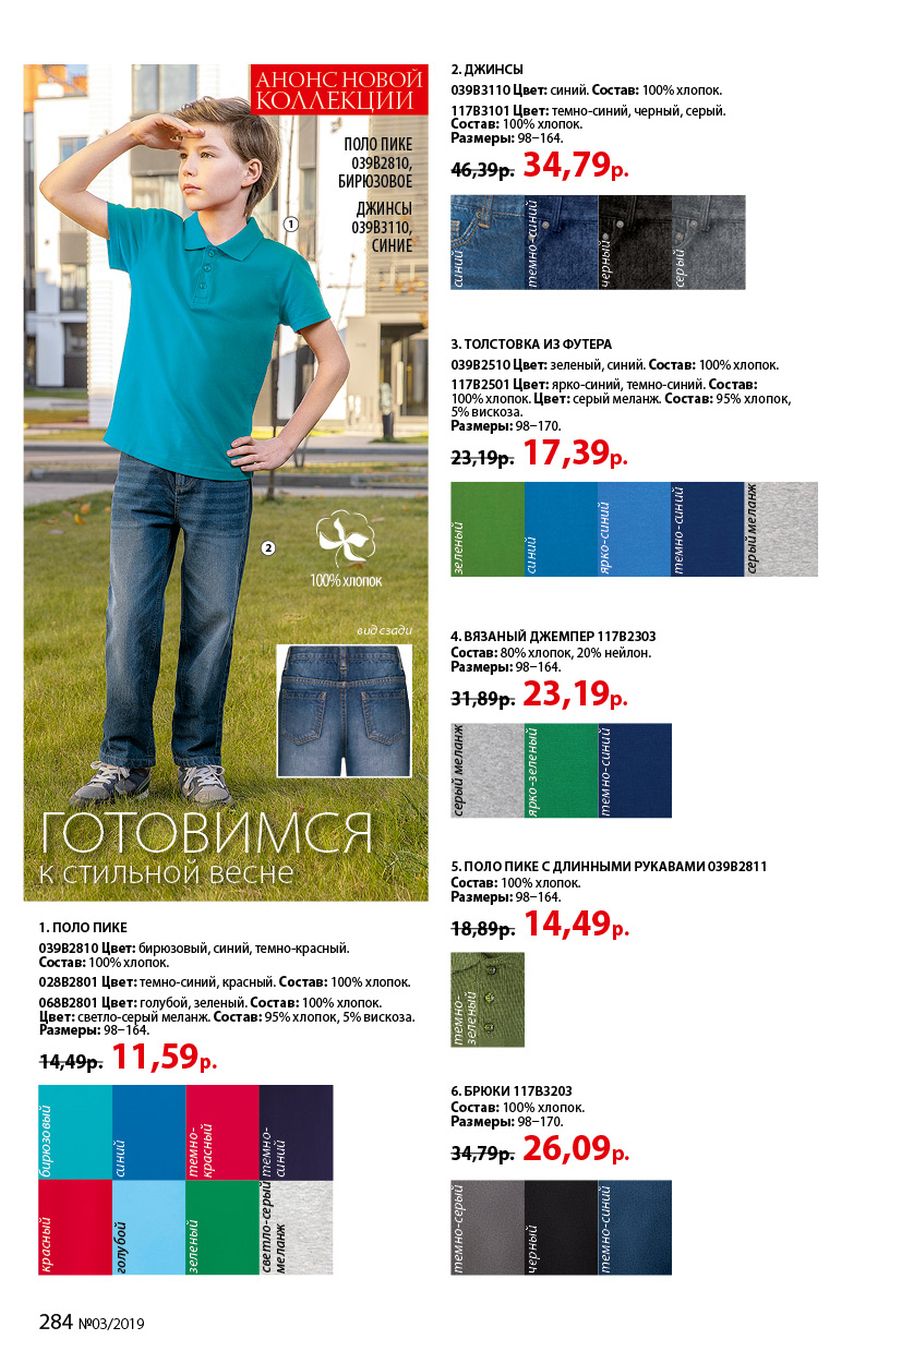 АНОНС НОВОЙ
КОЛЛЕКЦИИ
ПОЛО ПИКЕ
039B2810,
БИРЮЗОВОЕ
ДЖИНСЫ
039B3110,
СИНИЕ
1
2
100% хлопок
вид сзади
ГОТОВИМСЯ
к стильной весне
1. ПОЛО ПИКЕ
039B2810 Цвет: бирюзовый, синий, темно-красный.
Состав: 100% хлопок.
028B2801 Цвет: темно-синий, красный. Состав: 100% хлопок.
068B2801 Цвет: голубой, зеленый. Состав: 100% хлопок.
Цвет: светло-серый меланж. Состав: 95% хлопок, 5% вискоза.
Размеры: 98–164.
14,49р. 11,59р.
бирюзовый
синий
темно-
красный
темно-
синий
красный
голубой
зеленый
светло-серый
меланж
2. ДЖИНСЫ
039B3110 Цвет: синий. Состав: 100% хлопок.
117B3101 Цвет: темно-синий, черный, серый.
Состав: 100% хлопок.
Размеры: 98–164.
46,39р. 34,79р.
синий
темно-синий
черный
серый
3. ТОЛСТОВКА ИЗ ФУТЕРА
039B2510 Цвет: зеленый, синий. Состав: 100% хлопок.
117B2501 Цвет: ярко-синий, темно-синий. Состав:
100% хлопок. Цвет: серый меланж. Состав: 95% хлопок,
5% вискоза.
Размеры: 98–170.
23,19р. 17,39р.
зеленый
синий
ярко-синий
темно-синий
серый меланж
4. ВЯЗАНЫЙ ДЖЕМПЕР 117B2303
Состав: 80% хлопок, 20% нейлон.
Размеры: 98–164.
31,89р. 23,19р.
серый меланж
ярко-зеленый
темно-синий
5. ПОЛО ПИКЕ С ДЛИННЫМИ РУКАВАМИ 039B2811
Состав: 100% хлопок.
Размеры: 98–164.
18,89р. 14,49р.
темно-
зеленый
6. БРЮКИ 117B3203
Состав: 100% хлопок.
Размеры: 98–170.
34,79р. 26,09р.
темно-серый
черный
темно-синий
284 №03/2019